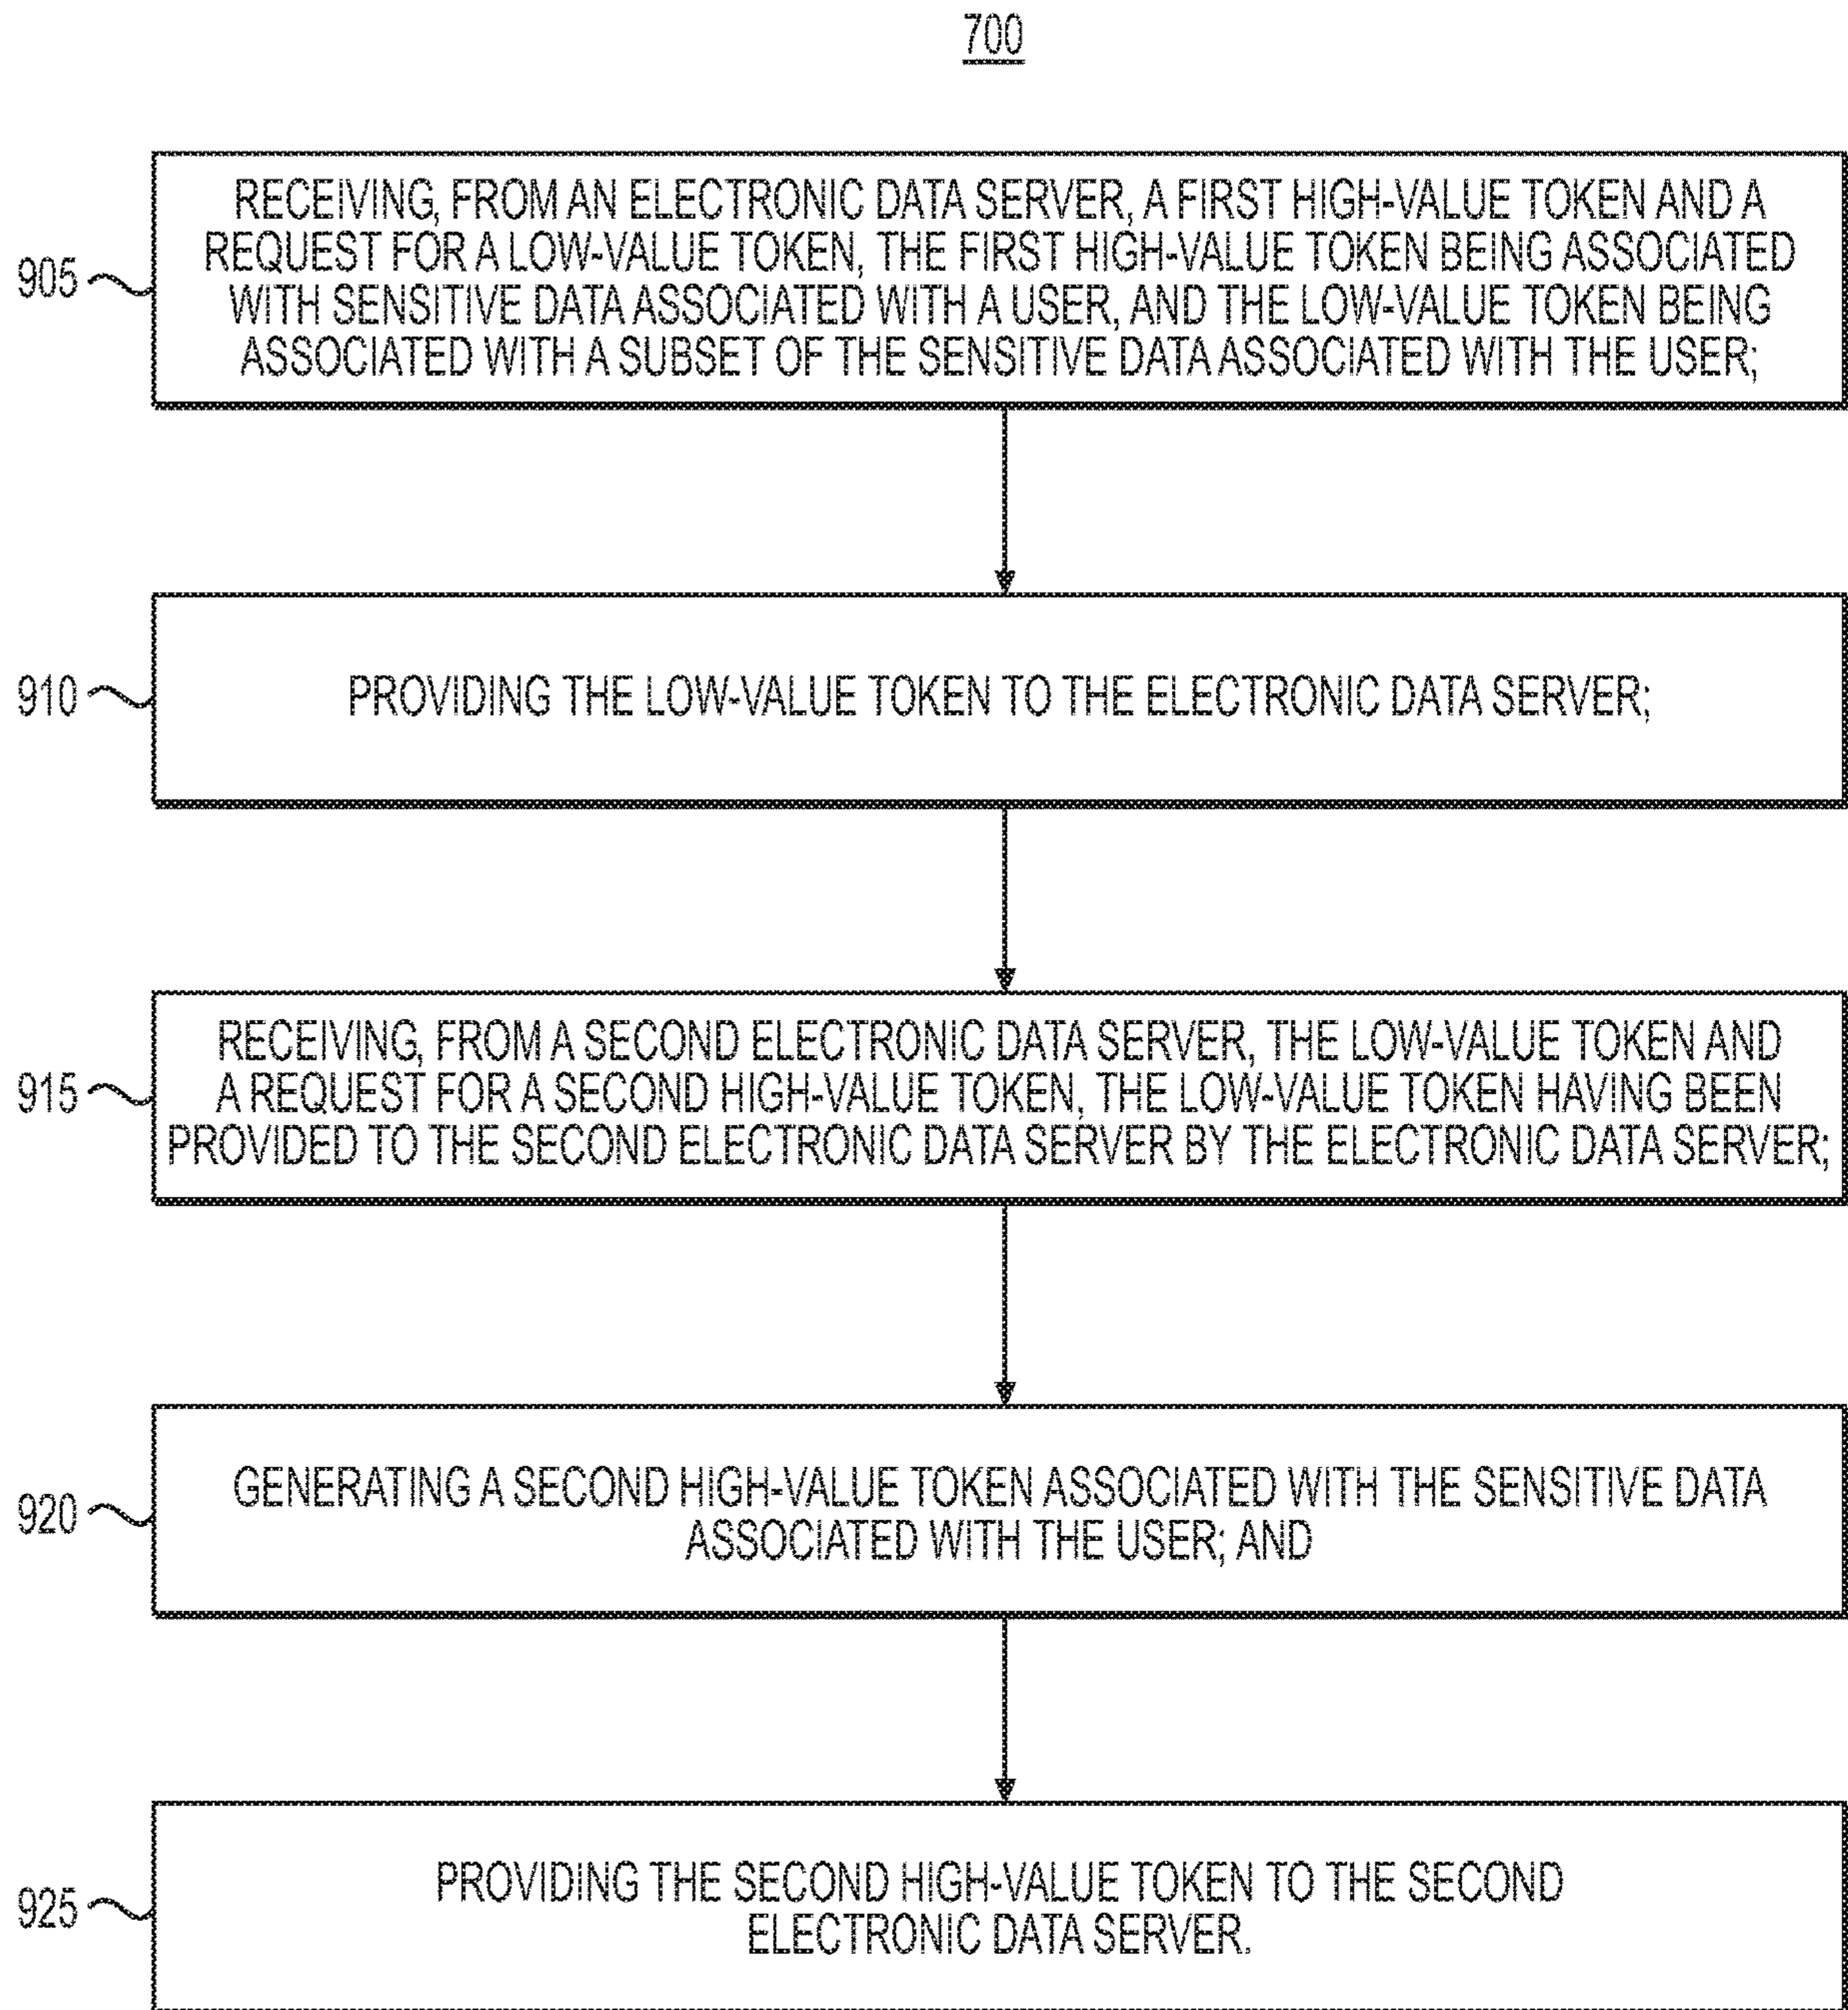 700
905
RECEIVING, FROM AN ELECTRONIC DATA SERVER, A FIRST HIGH-VALUE TOKEN AND A
REQUEST FOR A LOW-VALUE TOKEN, THE FIRST HIGH-VALUE TOKEN BEING ASSOCIATED
WITH SENSITIVE DATA ASSOCIATED WITH A USER, AND THE LOW-VALUE TOKEN BEING
ASSOCIATED WITH A SUBSET OF THE SENSITIVE DATA ASSOCIATED WITH THE USER;
910
PROVIDING THE LOW-VALUE TOKEN TO THE ELECTRONIC DATA SERVER;
915
RECEIVING, FROM A SECOND ELECTRONIC DATA SERVER, THE LOW-VALUE TOKEN AND
A REQUEST FOR A SECOND HIGH-VALUE TOKEN, THE LOW-VALUE TOKEN HAVING BEEN
PROVIDED TO THE SECOND ELECTRONIC DATA SERVER BY THE ELECTRONIC DATA SERVER;
920
GENERATING A SECOND HIGH-VALUE TOKEN ASSOCIATED WITH THE SENSITIVE DATA
ASSOCIATED WITH THE USER; AND
925
PROVIDING THE SECOND HIGH-VALUE TOKEN TO THE SECOND
ELECTRONIC DATA SERVER.